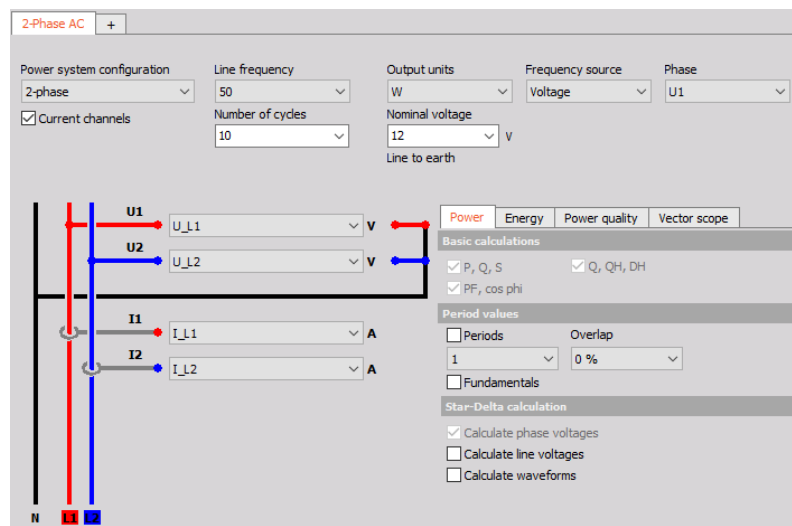 2-Phase AC +
Power system configuration Line frequency Output units Frequency source Phase
2-phase 50 W Voltage U1
Current channels Number of cycles Nominal voltage
10 12 V
Line to earth
U1 U_L1 V
U2 U_L2 V
I1 I_L1 A
I2 I_L2 A
N L1 L2
Power Energy Power quality Vector scope
Basic calculations
P, Q, S Q, QH, DH
PF, cos phi
Period values
Periods Overlap
1 0 %
Fundamentals
Star-Delta calculation
Calculate phase voltages
Calculate line voltages
Calculate waveforms